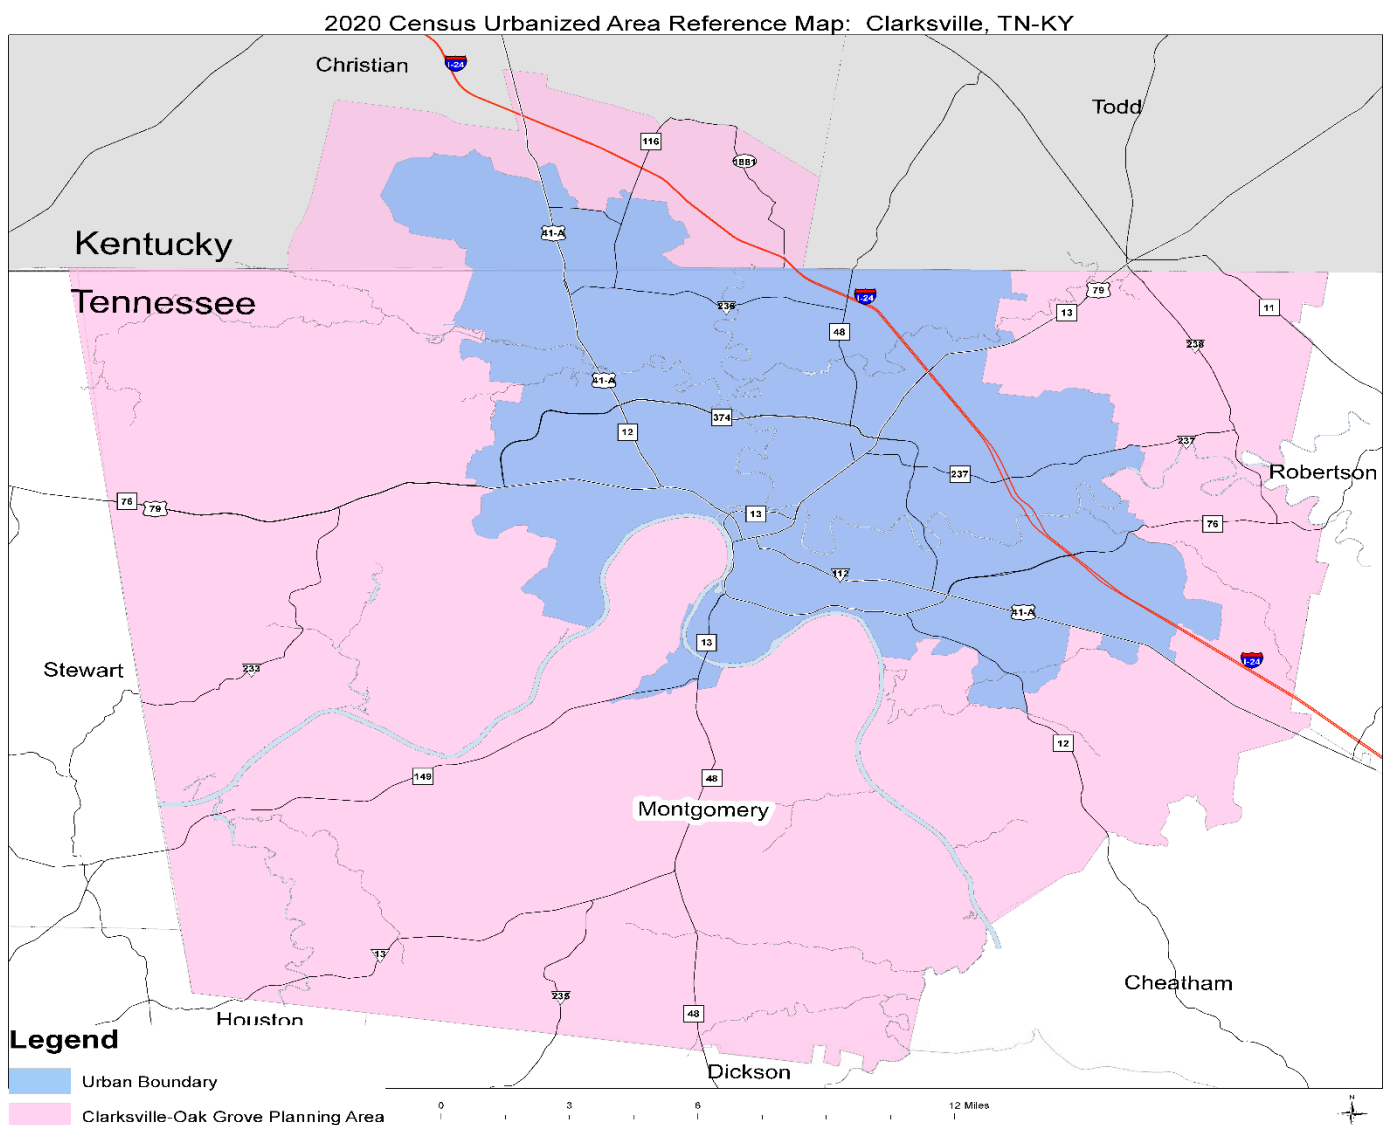 2020 Census Urbanized Area Reference Map: Clarksville, TN-KY
Christian
I-24
Todd
116
1881
41-A
Kentucky
Tennessee
79
I-24
236
13
11
48
238
41-A
374
12
237
Robertson
237
76
79
13
76
112
41-A
13
I-24
Stewart
233
12
149
48
Montgomery
13
Cheatham
235
48
Houston
Legend
Dickson
Urban Boundary
Clarksville-Oak Grove Planning Area
0 3 6 12 Miles
N